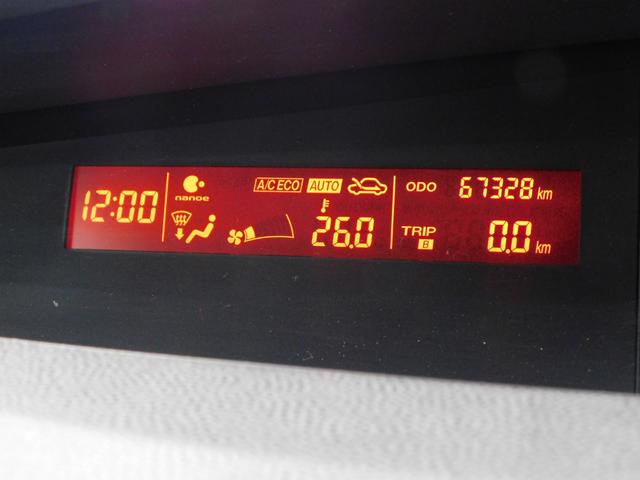 12:00
nanoe
A/C ECO AUTO
26.0
ODO 67328 km
TRIP B 0.0 km